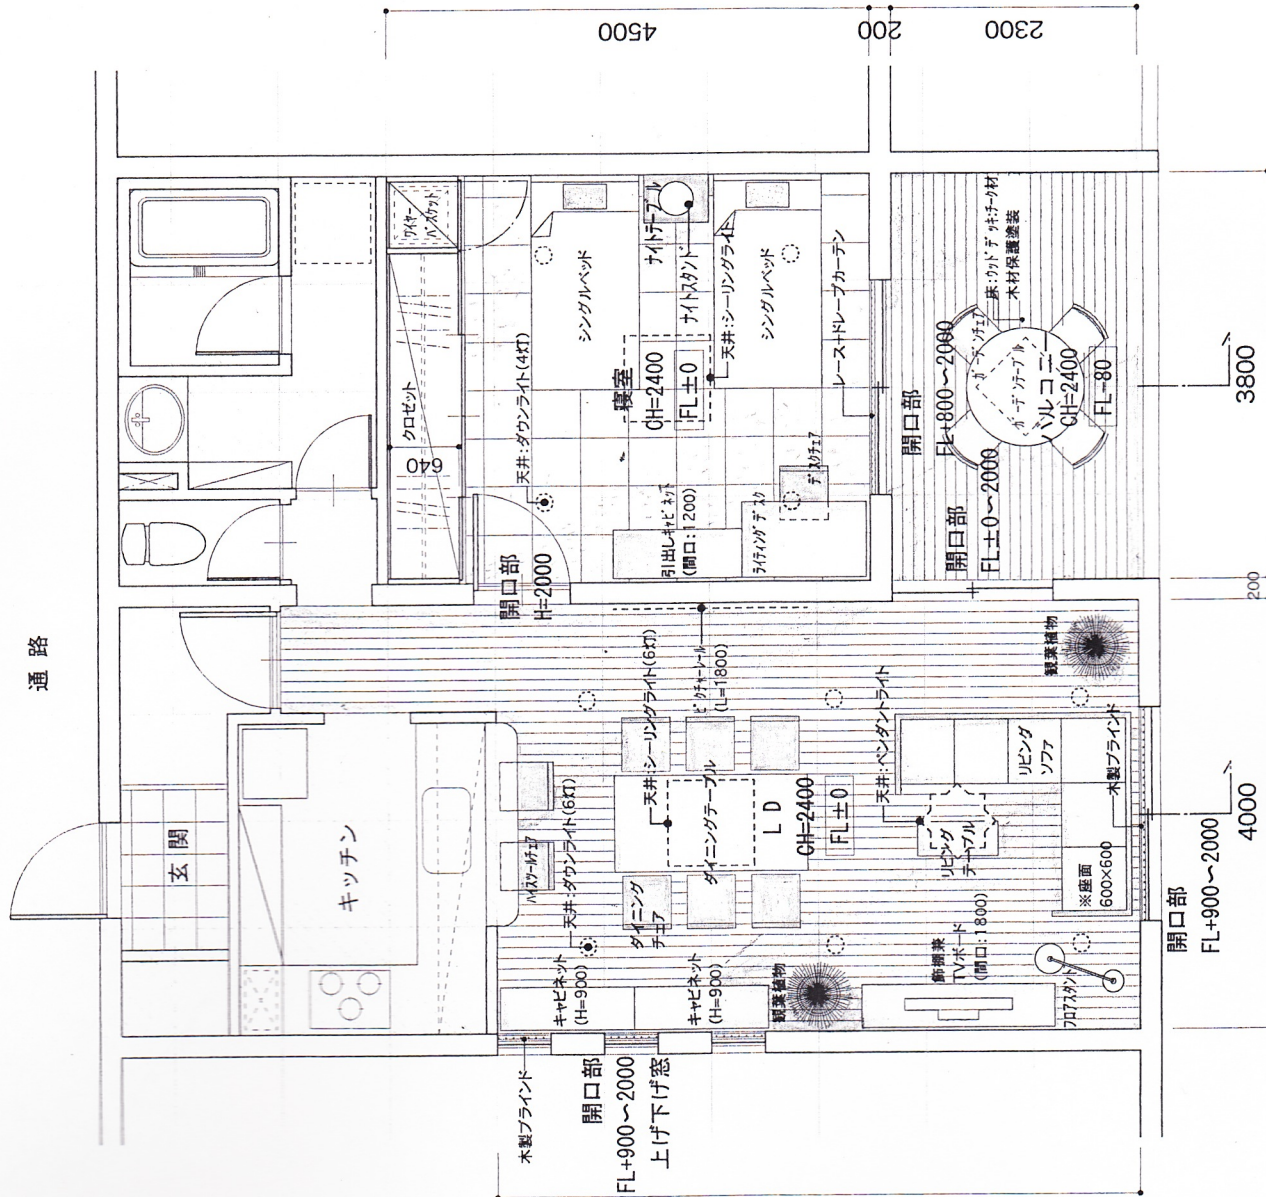 4500
200
2300
通路
玄関
キッチン
クロゼット
640
ワイヤー
バスケット
天井:ダウンライト(4灯)
シングルベッド
ナイトテーブル
ナイトスタンド
天井:シーリングライト
シングルベッド
レース+ドレープカーテン
寝室
CH=2400
FL±0
開口部
H=2000
引出しキャビネット
(間口:1200)
ライティングデスク
デスクチェア
開口部
FL+800〜2000
開口部
FL±0〜2000
床:ウッドデッキ:チーク材
木材保護塗装
ガーデンチェア
ガーデンテーブル
バルコニー
CH=2400
FL-80
3800
200
ハイスツールチェア
天井:ダウンライト(6灯)
天井:シーリングライト(6灯)
ピクチャーレール
(L=1800)
ダイニングテーブル
ダイニング
チェア
LD
CH=2400
FL±0
天井:ペンダントライト
観葉植物
リビング
ソファ
木製ブラインド
リビング
テーブル
※座面
600×600
キャビネット
(H=900)
キャビネット
(H=900)
観葉植物
飾棚兼
TVボード
(間口:1800)
フロアスタンド
木製ブラインド
開口部
FL+900〜2000
上げ下げ窓
開口部
FL+900〜2000
4000